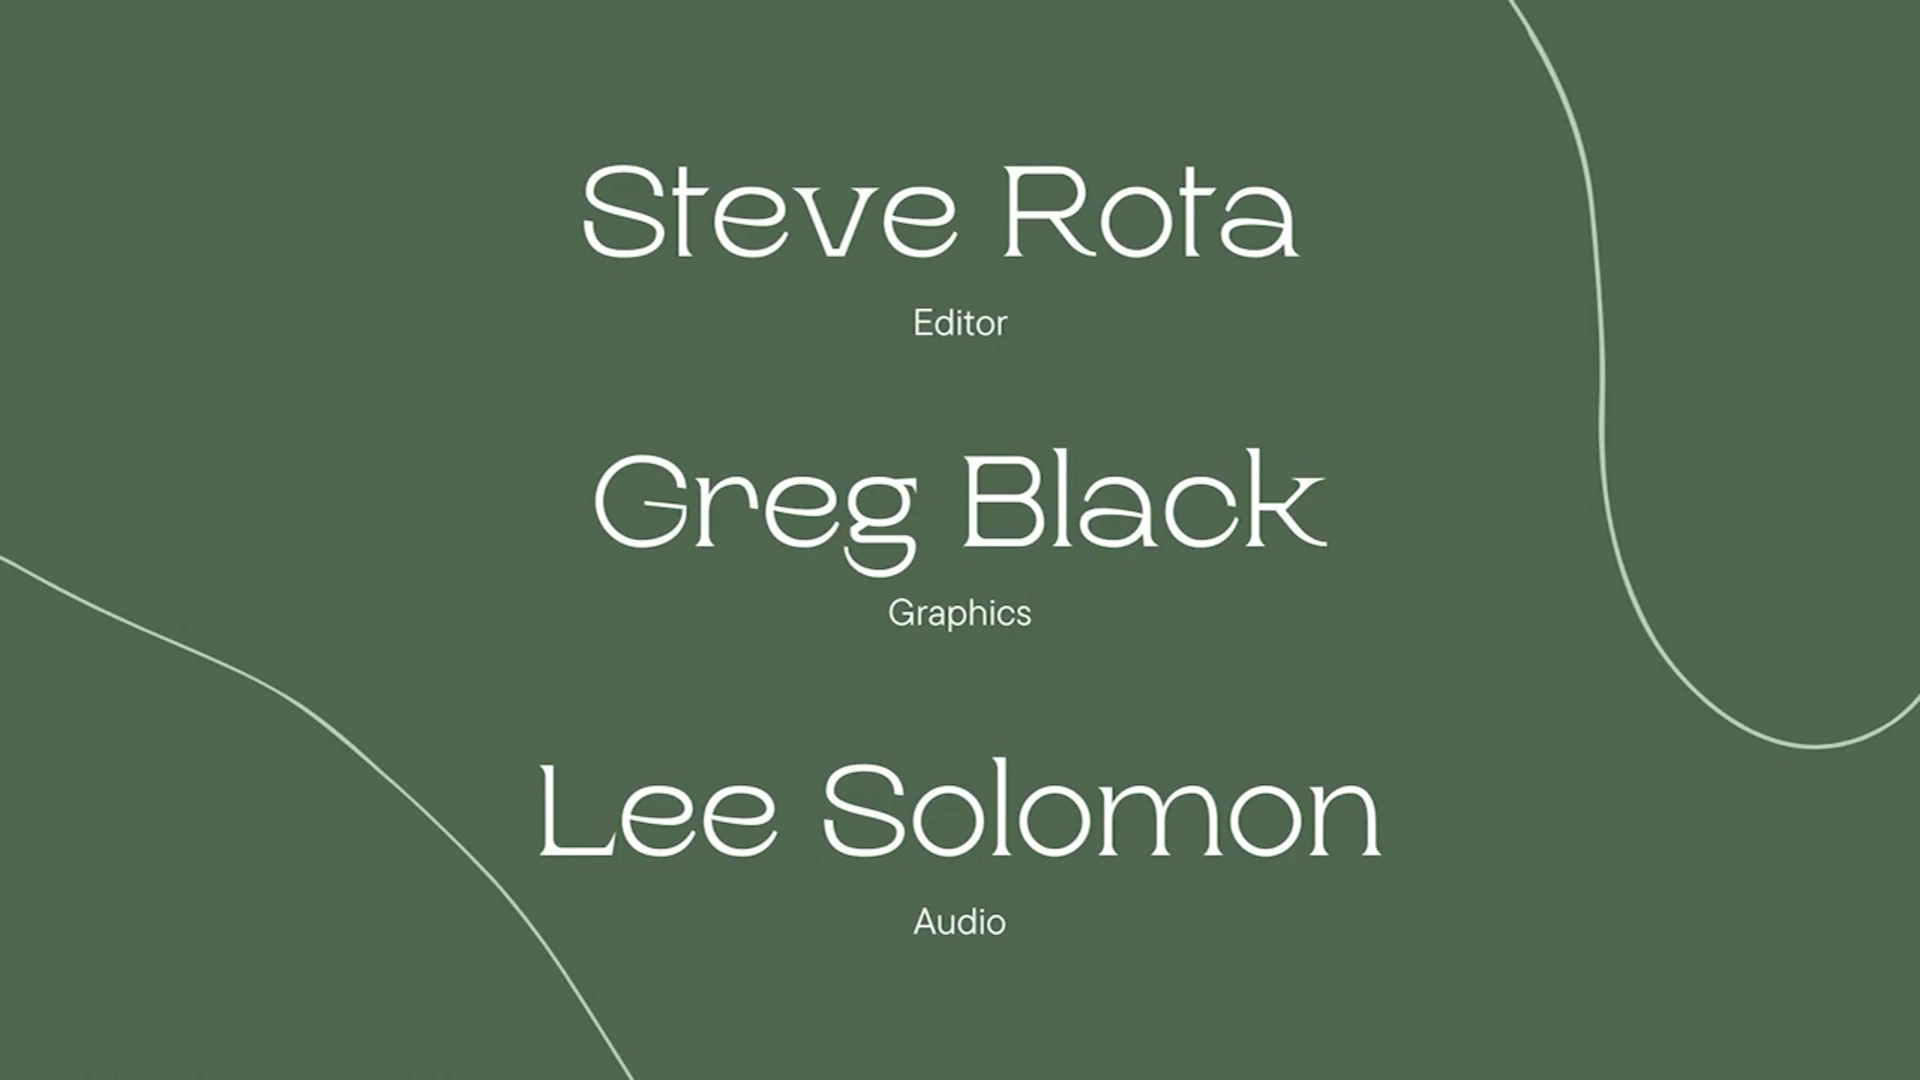 Steve Rota
Editor
Greg Black
Graphics
Lee Solomon
Audio